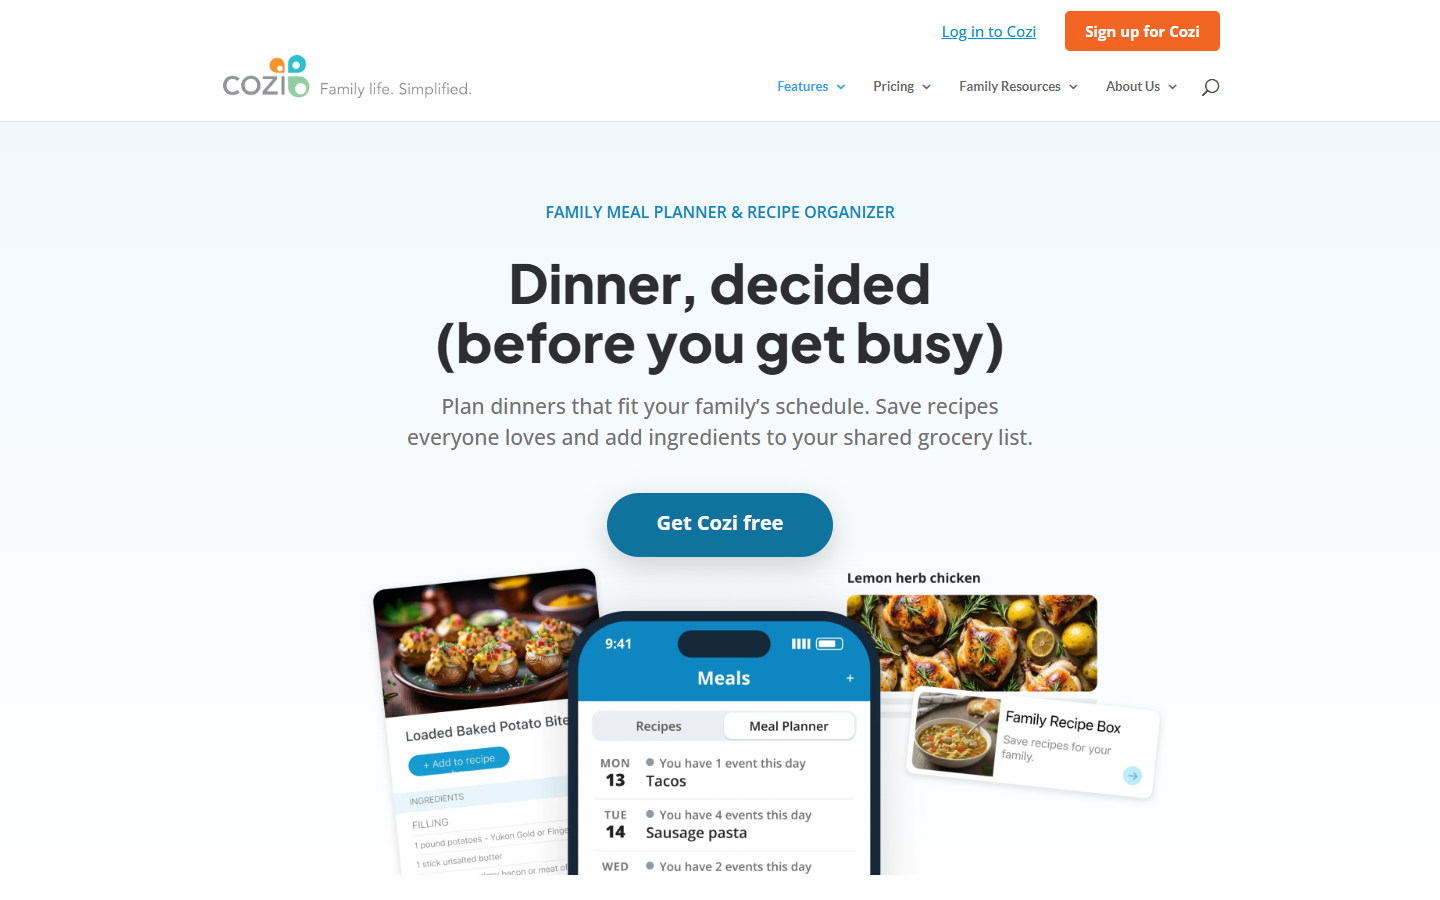 Log in to Cozi
Sign up for Cozi
cozi Family life. Simplified.
Features
Pricing
Family Resources
About Us
FAMILY MEAL PLANNER & RECIPE ORGANIZER
Dinner, decided
(before you get busy)
Plan dinners that fit your family’s schedule. Save recipes
everyone loves and add ingredients to your shared grocery list.
Get Cozi free
Loaded Baked Potato Bite
+ Add to recipe
INGREDIENTS
FILLING
1 pound potatoes - Yukon Gold or Finge
1 stick unsalted butter
bacon or meat of
9:41
Meals
+
Recipes
Meal Planner
MON
13
You have 1 event this day
Tacos
TUE
14
You have 4 events this day
Sausage pasta
WED
You have 2 events this day
Lemon herb chicken
Family Recipe Box
Save recipes for your
family.